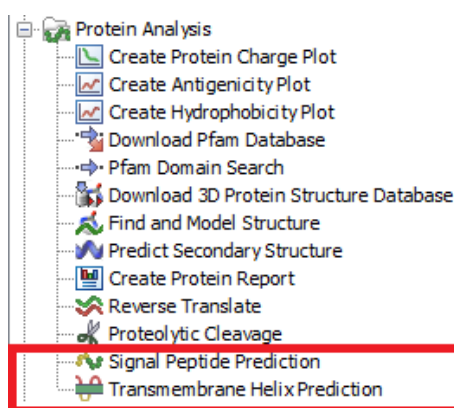 Protein Analysis
Create Protein Charge Plot
Create Antigenicity Plot
Create Hydrophobicity Plot
Download Pfam Database
Pfam Domain Search
Download 3D Protein Structure Database
Find and Model Structure
Predict Secondary Structure
Create Protein Report
Reverse Translate
Proteolytic Cleavage
Signal Peptide Prediction
Transmembrane Helix Prediction